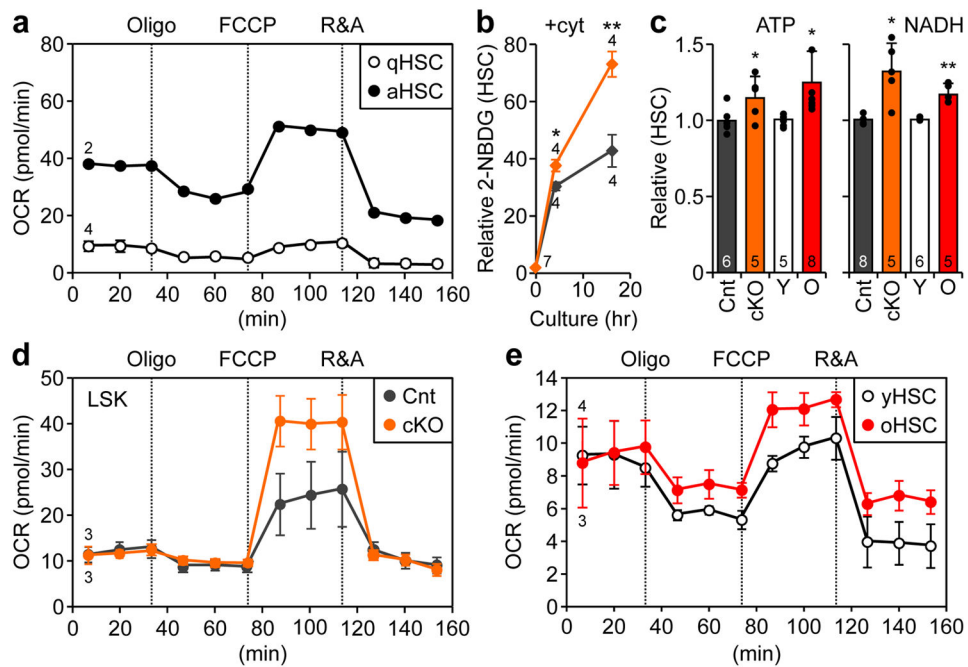 a
Oligo FCCP R&A
qHSC
aHSC
OCR (pmol/min)
60
50
40
30
20
10
0
2
4
0 20 40 60 80 100 120 140 160
(min)
b
+cyt
**
4
*
4
4
4
7
Relative 2-NBDG (HSC)
80
60
40
20
0
0 10 20
Culture (hr)
c
ATP NADH
Relative (HSC)
1.5
1.0
0.5
0
* * * **
6 5 5 8 8 5 6 5
Cnt cKO Y O Cnt cKO Y O
d
Oligo FCCP R&A
LSK
Cnt
cKO
OCR (pmol/min)
50
40
30
20
10
0
3
3
0 20 40 60 80 100 120 140 160
(min)
e
Oligo FCCP R&A
yHSC
oHSC
OCR (pmol/min)
14
12
10
8
6
4
2
0
4
3
0 20 40 60 80 100 120 140 160
(min)